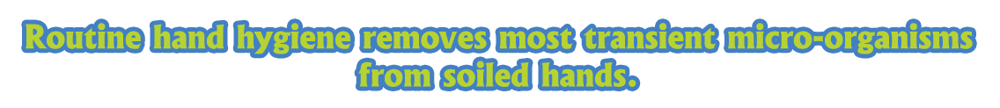 Routine hand hygiene removes most transient micro-organisms
from soiled hands.